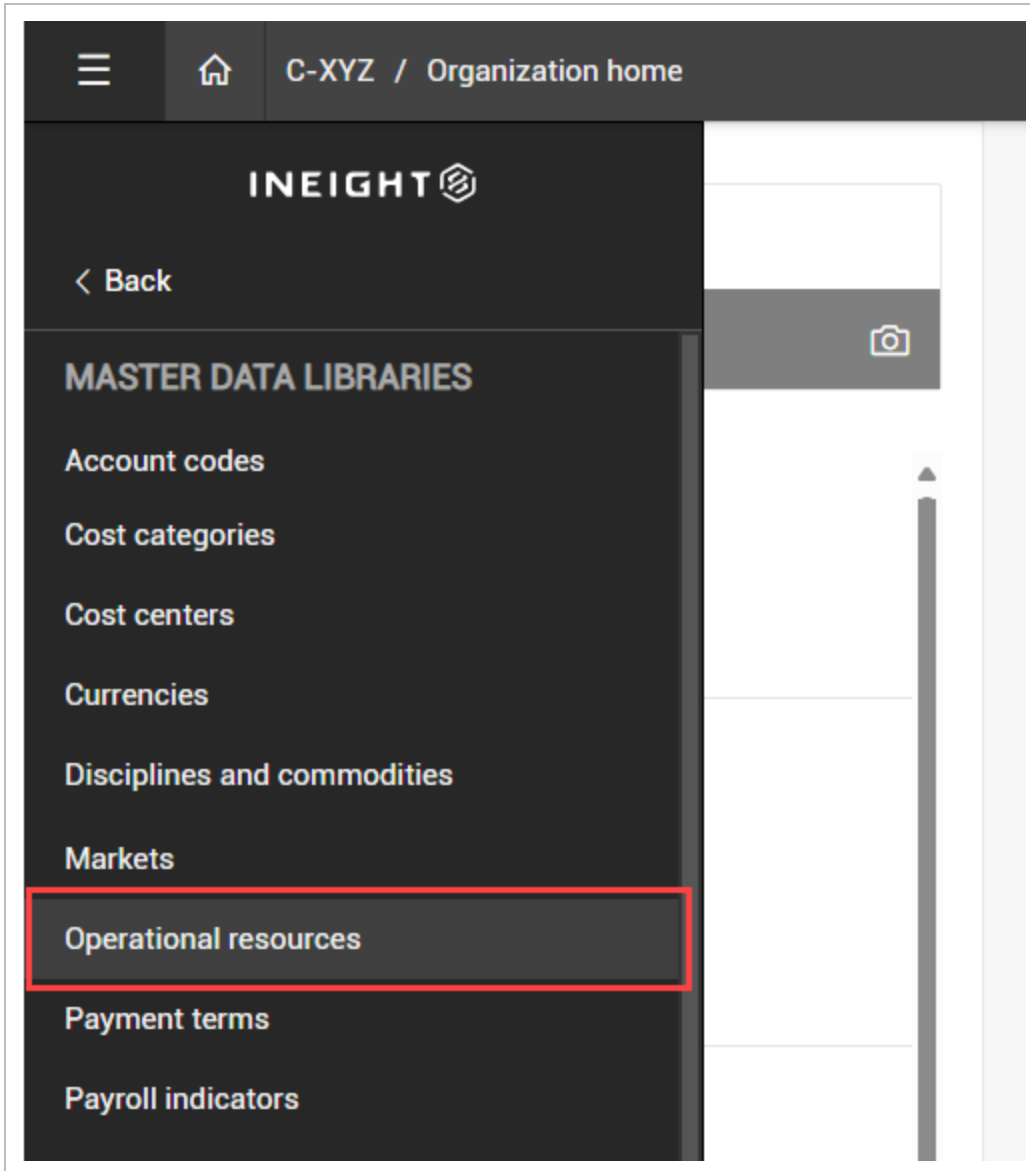 C-XYZ / Organization home
INEIGHT
< Back
MASTER DATA LIBRARIES
Account codes
Cost categories
Cost centers
Currencies
Disciplines and commodities
Markets
Operational resources
Payment terms
Payroll indicators